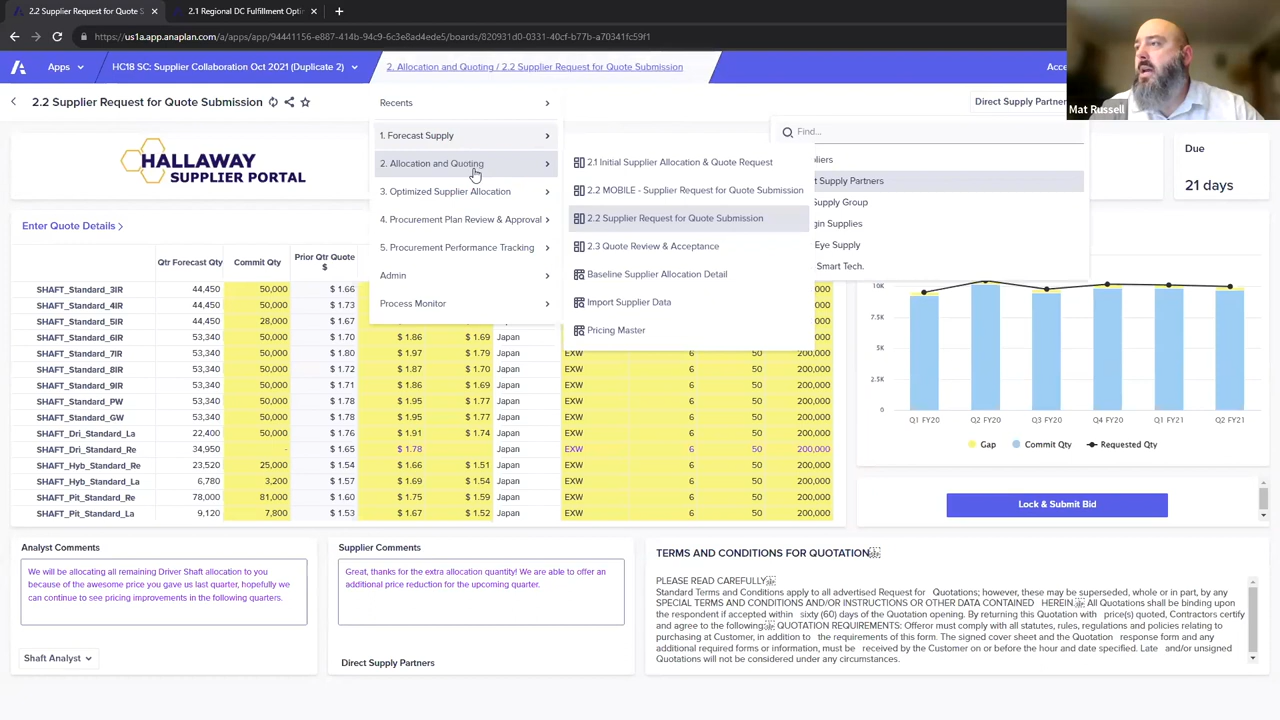 2.2 Supplier Request for Quote S
2.1 Regional DC Fulfillment Opti
https://us1a.app.anaplan.com/a/apps/app/94441156-e887-414b-94c9-6c3e8ad4ede5/boards/820931d0-0331-40cf-b77b-a70341fc59f1
Apps
HC18 SC: Supplier Collaboration Oct 2021 (Duplicate 2)
2. Allocation and Quoting / 2.2 Supplier Request for Quote Submission
Acce
Mat Russell
2.2 Supplier Request for Quote Submission
Direct Supply Partner
Recents
1. Forecast Supply
2. Allocation and Quoting
3. Optimized Supplier Allocation
4. Procurement Plan Review & Approval
5. Procurement Performance Tracking
Admin
Process Monitor
2.1 Initial Supplier Allocation & Quote Request
2.2 MOBILE - Supplier Request for Quote Submission
2.2 Supplier Request for Quote Submission
2.3 Quote Review & Acceptance
Baseline Supplier Allocation Detail
Import Supplier Data
Pricing Master
Find...
pliers
t Supply Partners
Supply Group
gin Supplies
Eye Supply
Smart Tech.
Due
21 days
HALLAWAY
SUPPLIER PORTAL
Enter Quote Details
Qtr Forecast Qty Commit Qty Prior Qtr Quote $
SHAFT_Standard_3IR 44,450 50,000 $ 1.66
SHAFT_Standard_4IR 44,450 50,000 $ 1.73
SHAFT_Standard_5IR 44,450 28,000 $ 1.67
SHAFT_Standard_6IR 53,340 50,000 $ 1.70 $ 1.86 $ 1.69 Japan
SHAFT_Standard_7IR 53,340 50,000 $ 1.80 $ 1.97 $ 1.79 Japan EXW 6 50 200,000
SHAFT_Standard_8IR 53,340 50,000 $ 1.72 $ 1.87 $ 1.70 Japan EXW 6 50 200,000
SHAFT_Standard_9IR 53,340 50,000 $ 1.71 $ 1.86 $ 1.69 Japan EXW 6 50 200,000
SHAFT_Standard_PW 53,340 50,000 $ 1.78 $ 1.95 $ 1.77 Japan EXW 6 50 200,000
SHAFT_Standard_GW 53,340 50,000 $ 1.78 $ 1.95 $ 1.77 Japan EXW 6 50 200,000
SHAFT_Dri_Standard_La 22,400 50,000 $ 1.76 $ 1.91 $ 1.74 Japan EXW 6 50 200,000
SHAFT_Dri_Standard_Re 34,950 - $ 1.65 $ 1.78 Japan EXW 6 50 200,000
SHAFT_Hyb_Standard_Re 23,520 25,000 $ 1.54 $ 1.66 $ 1.51 Japan EXW 6 50 200,000
SHAFT_Hyb_Standard_La 6,780 3,200 $ 1.57 $ 1.69 $ 1.54 Japan EXW 6 50 200,000
SHAFT_Pit_Standard_Re 78,000 81,000 $ 1.60 $ 1.75 $ 1.59 Japan EXW 6 50 200,000
SHAFT_Pit_Standard_La 9,120 7,800 $ 1.53 $ 1.67 $ 1.52 Japan EXW 6 50 200,000
10K
7.5K
5K
2.5K
0
Q1 FY20 Q2 FY20 Q3 FY20 Q4 FY20 Q1 FY21 Q2 FY21
Gap Commit Qty Requested Qty
Lock & Submit Bid
Analyst Comments
We will be allocating all remaining Driver Shaft allocation to you
because of the awesome price you gave us last quarter, hopefully we
can continue to see pricing improvements in the following quarters.
Shaft Analyst
Supplier Comments
Great, thanks for the extra allocation quantity! We are able to offer an
additional price reduction for the upcoming quarter.
Direct Supply Partners
TERMS AND CONDITIONS FOR QUOTATION
PLEASE READ CAREFULLY
Standard Terms and Conditions apply to all advertised Request for Quotations; however, these may be superseded, whole or in part, by any
SPECIAL TERMS AND CONDITIONS AND/OR INSTRUCTIONS OR OTHER DATA CONTAINED HEREIN. All Quotations shall be binding upon
the respondent if accepted within sixty (60) days of the Quotation opening. By returning this Quotation with price(s) quoted, Contractors certify
and agree to the following: QUOTATION REQUIREMENTS: Offeror must comply with all statutes, rules, regulations and policies relating to
purchasing at Customer, in addition to the requirements of this form. The signed cover sheet and the Quotation response form and any
additional required forms or information, must be received by the Customer on or before the hour and date specified. Late and/or unsigned
Quotations will not be considered under any circumstances.